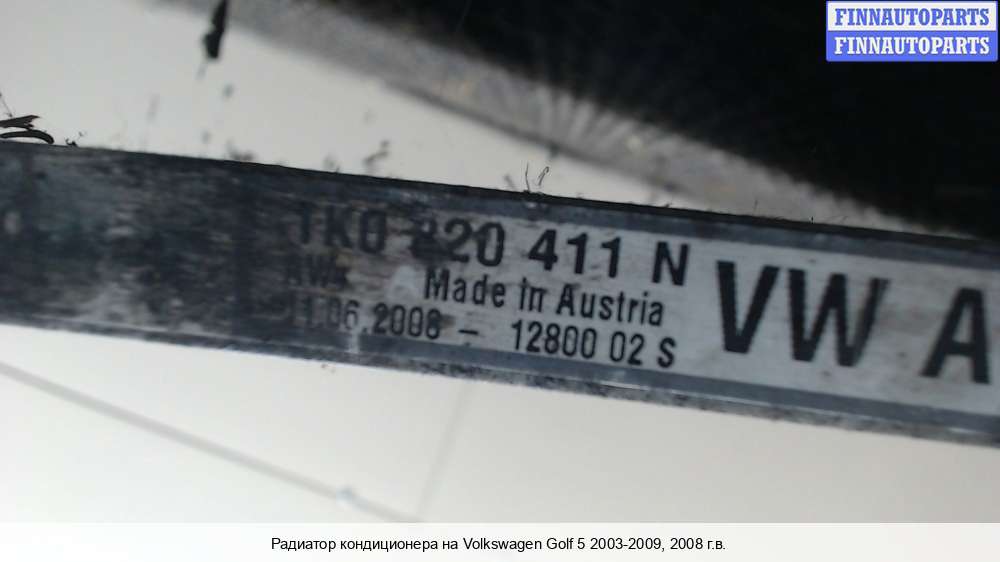 FINNAUTOPARTS
FINNAUTOPARTS
1K0 820 411 N
Made in Austria
11.06.2008 - 12800 02 S
VW A
Радиатор кондиционера на Volkswagen Golf 5 2003-2009, 2008 г.в.